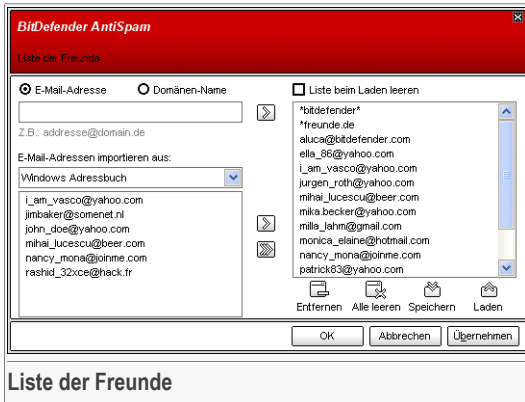 BitDefender AntiSpam
Liste der Freunde
E-Mail-Adresse
Domänen-Name
Z.B.: addresse@domain.de
E-Mail-Adressen importieren aus:
Windows Adressbuch
i_am_vasco@yahoo.com
jimbaker@somenet.nl
john_doe@yahoo.com
mihai_lucescu@beer.com
nancy_mona@joinme.com
rashid_32xce@hack.fr
Liste beim Laden leeren
*bitdefender*
*freunde.de
aluca@bitdefender.com
ella_86@yahoo.com
i_am_vasco@yahoo.com
jurgen_roth@yahoo.com
mihai_lucescu@beer.com
mika.becker@yahoo.com
milla_lahm@gmail.com
monica_elaine@hotmail.com
nancy_mona@joinme.com
patrick83@yahoo.com
Entfernen Alle leeren Speichern Laden
OK Abbrechen Übernehmen
Liste der Freunde